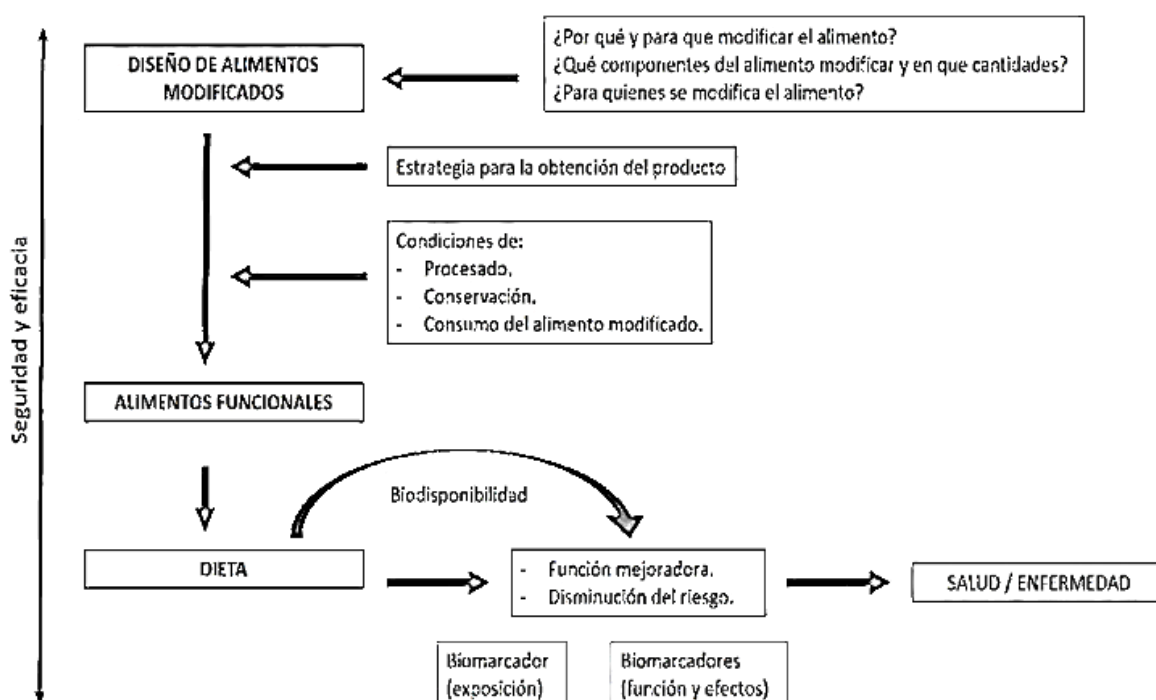 DISEÑO DE ALIMENTOS
MODIFICADOS
¿Por qué y para que modificar el alimento?
¿Qué componentes del alimento modificar y en que cantidades?
¿Para quienes se modifica el alimento?
Estrategia para la obtención del producto
Condiciones de:
- Procesado.
- Conservación.
- Consumo del alimento modificado.
Seguridad y eficacia
ALIMENTOS FUNCIONALES
Biodisponibilidad
DIETA
- Función mejoradora.
- Disminución del riesgo.
SALUD / ENFERMEDAD
Biomarcador
(exposición)
Biomarcadores
(función y efectos)